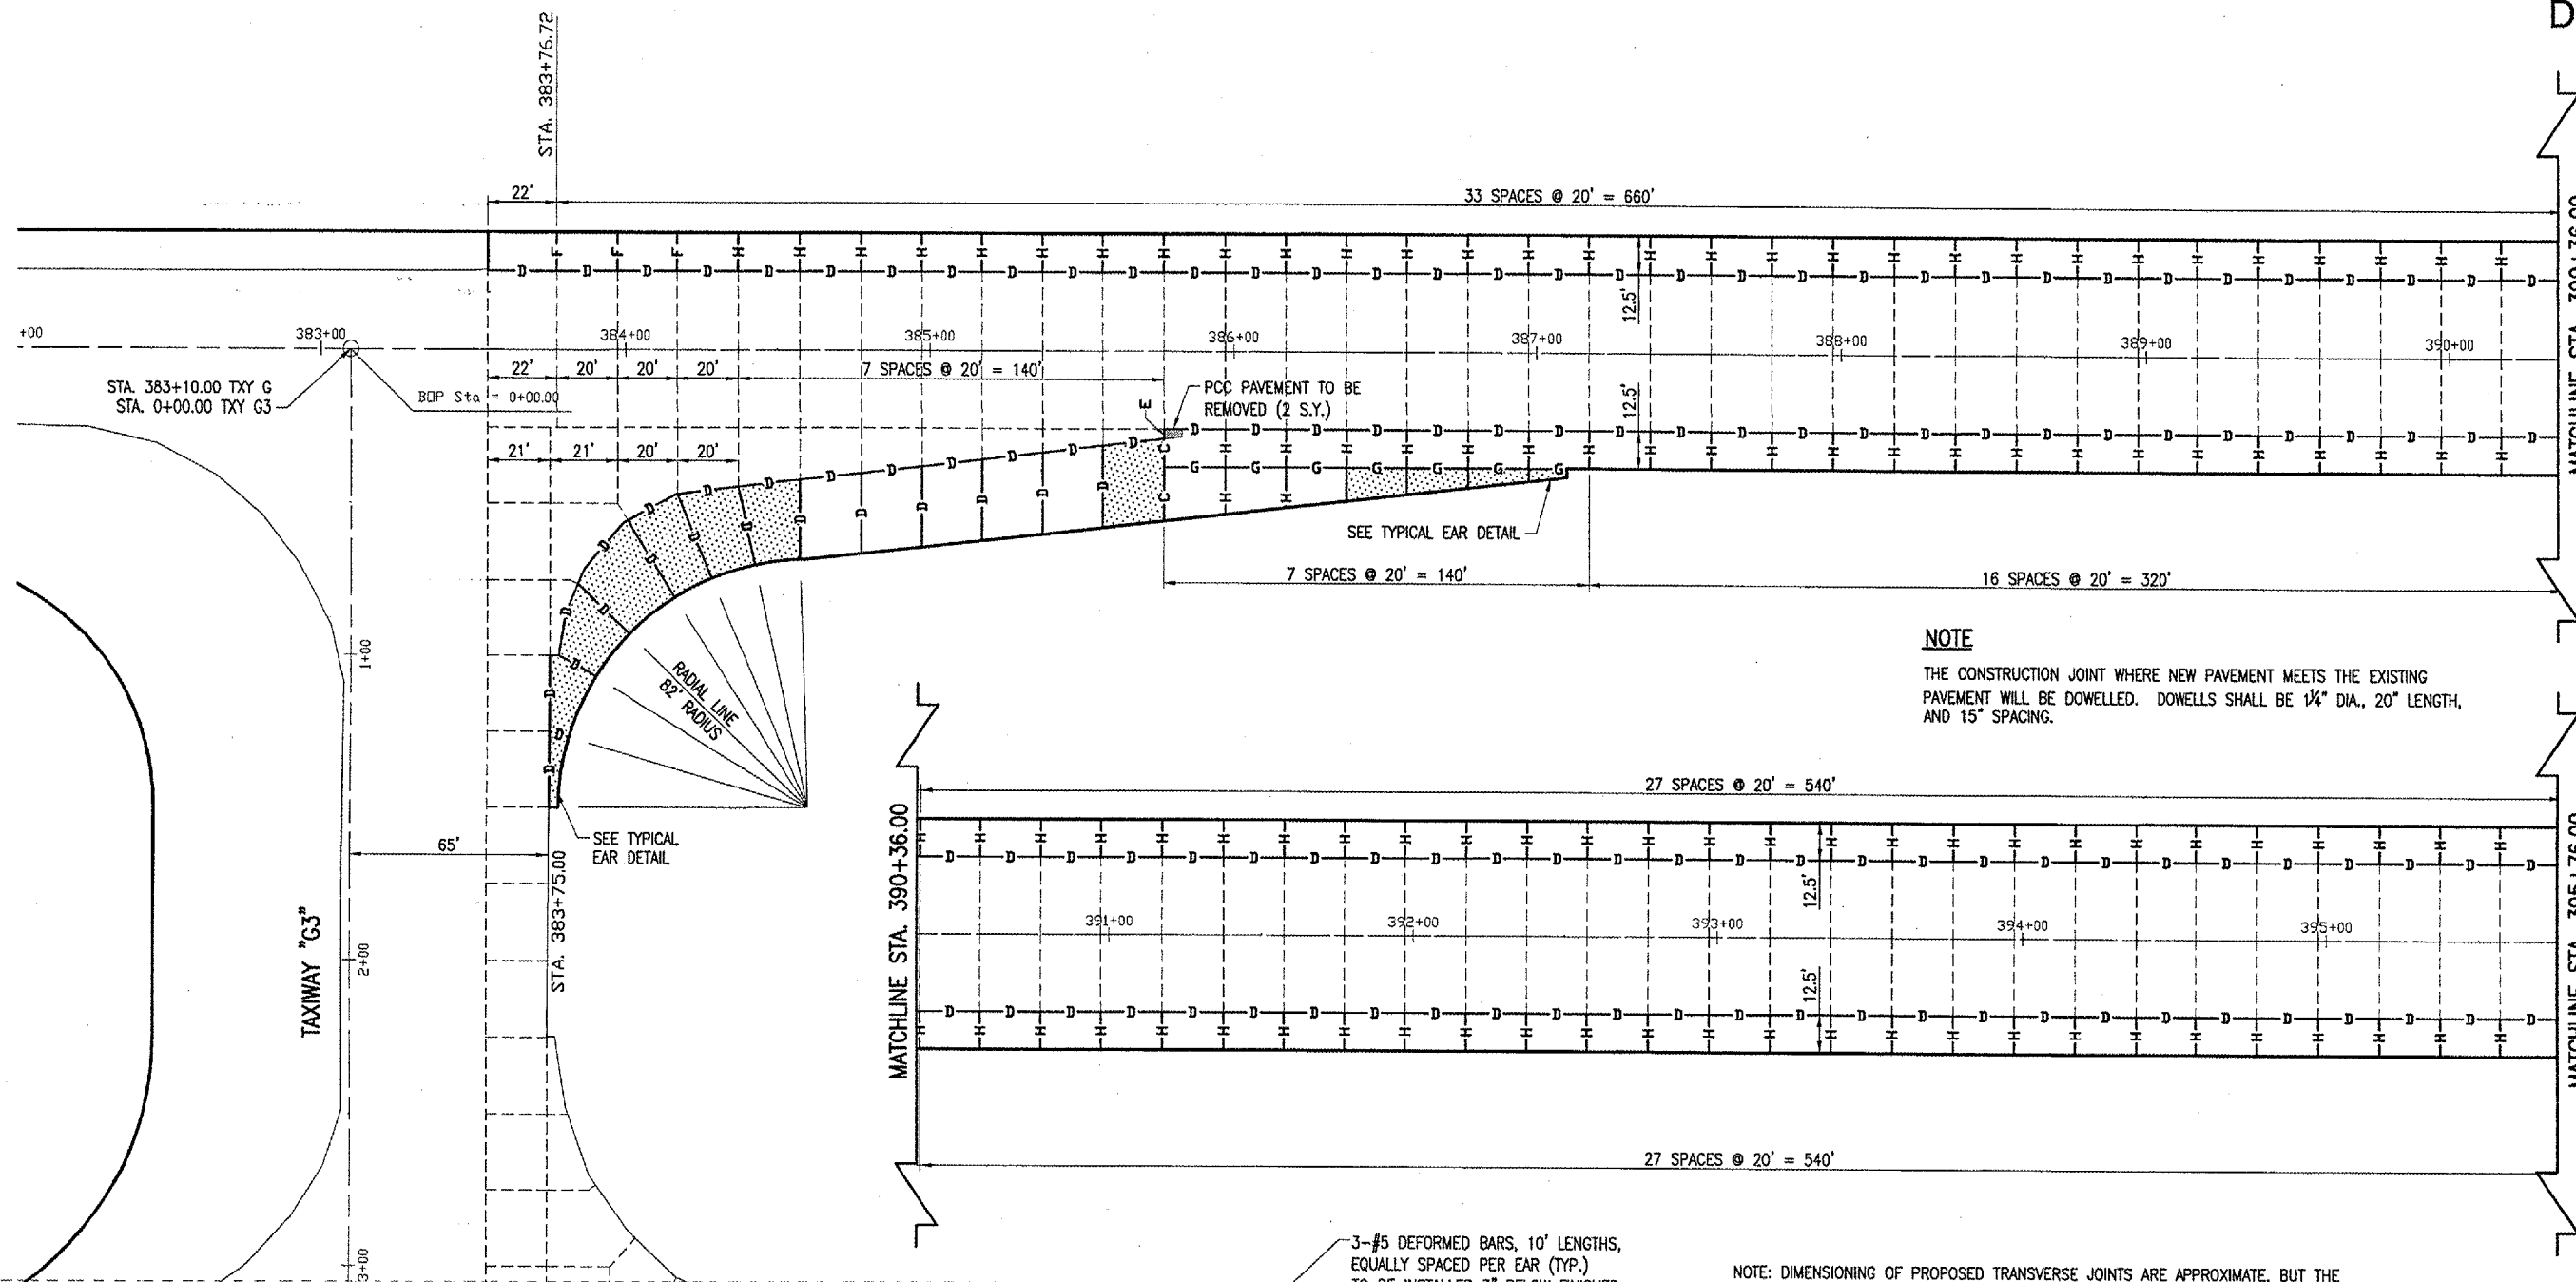 D
STA. 383+76.72
22'
33 SPACES @ 20' = 660'
F F F H H H H H H H H H H H H H H H H H H H H H H H H H H H H H H
D D D D D D D D D D D D D D D D D D D D D D D D D D D D D D D D D D
12.5'
+00
383+00
384+00
385+00
386+00
387+00
388+00
389+00
390+00
STA. 383+10.00 TXY G
STA. 0+00.00 TXY G3
BOP Sta = 0+00.00
22'
20'
20'
20'
7 SPACES @ 20' = 140'
PCC PAVEMENT TO BE
REMOVED (2 S.Y.)
E
12.5'
21'
21'
20'
20'
SEE TYPICAL EAR DETAIL
7 SPACES @ 20' = 140'
16 SPACES @ 20' = 320'
NOTE
THE CONSTRUCTION JOINT WHERE NEW PAVEMENT MEETS THE EXISTING
PAVEMENT WILL BE DOWELLED. DOWELLS SHALL BE 1¼" DIA., 20" LENGTH,
AND 15" SPACING.
RADIAL LINE
82' RADIUS
1+00
2+00
3+00
65'
SEE TYPICAL
EAR DETAIL
STA. 383+75.00
TAXIWAY "G3"
MATCHLINE STA. 390+36.00
27 SPACES @ 20' = 540'
12.5'
391+00
392+00
393+00
394+00
395+00
12.5'
27 SPACES @ 20' = 540'
3-#5 DEFORMED BARS, 10' LENGTHS,
EQUALLY SPACED PER EAR (TYP.)
NOTE: DIMENSIONING OF PROPOSED TRANSVERSE JOINTS ARE APPROXIMATE, BUT THE